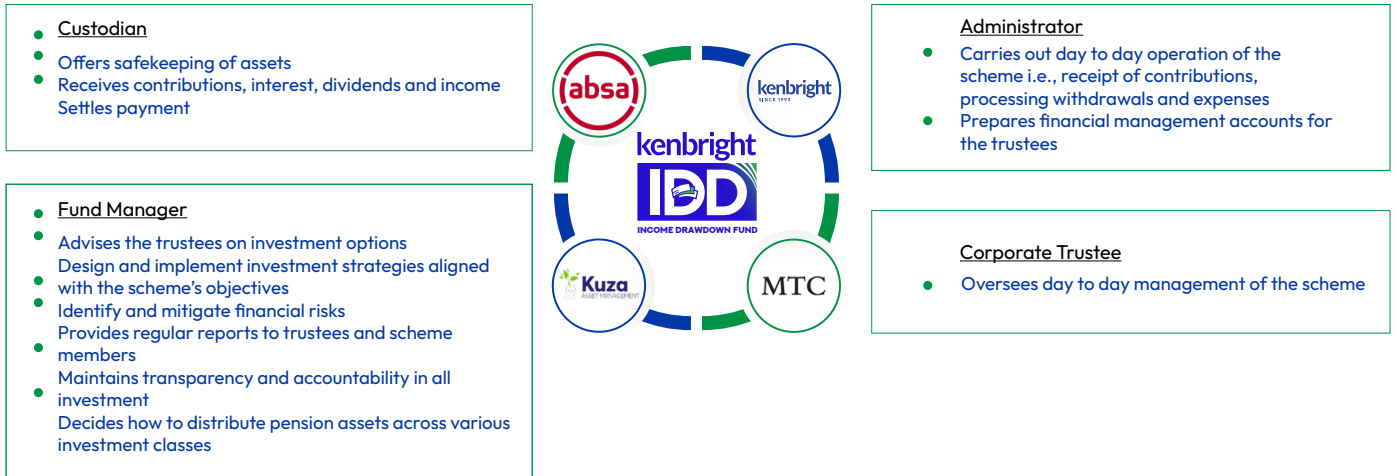 Custodian
Offers safekeeping of assets
Receives contributions, interest, dividends and income
Settles payment
Fund Manager
Advises the trustees on investment options
Design and implement investment strategies aligned
with the scheme's objectives
Identify and mitigate financial risks
Provides regular reports to trustees and scheme
members
Maintains transparency and accountability in all
investment
Decides how to distribute pension assets across various
investment classes
absa
kenbright
SINCE 1993
kenbright
IDD
INCOME DRAWDOWN FUND
Kuza
ASSET MANAGEMENT
MTC
Administrator
Carries out day to day operation of the
scheme i.e., receipt of contributions,
processing withdrawals and expenses
Prepares financial management accounts for
the trustees
Corporate Trustee
Oversees day to day management of the scheme